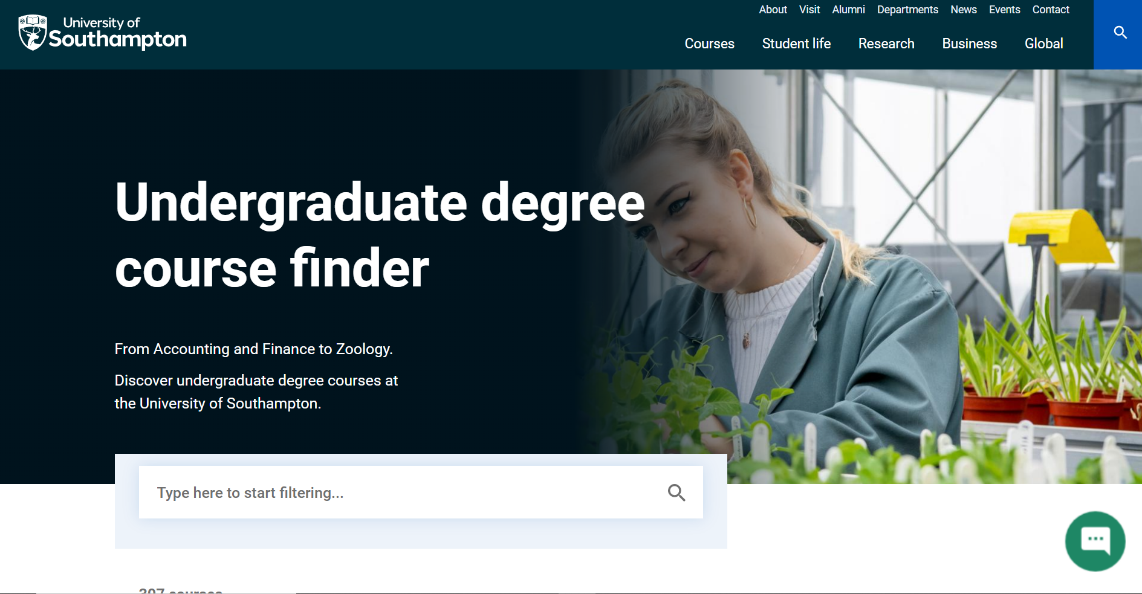 About Visit Alumni Departments News Events Contact
University of
Southampton
Courses Student life Research Business Global
Undergraduate degree
course finder
From Accounting and Finance to Zoology.
Discover undergraduate degree courses at
the University of Southampton.
Type here to start filtering...
307 courses